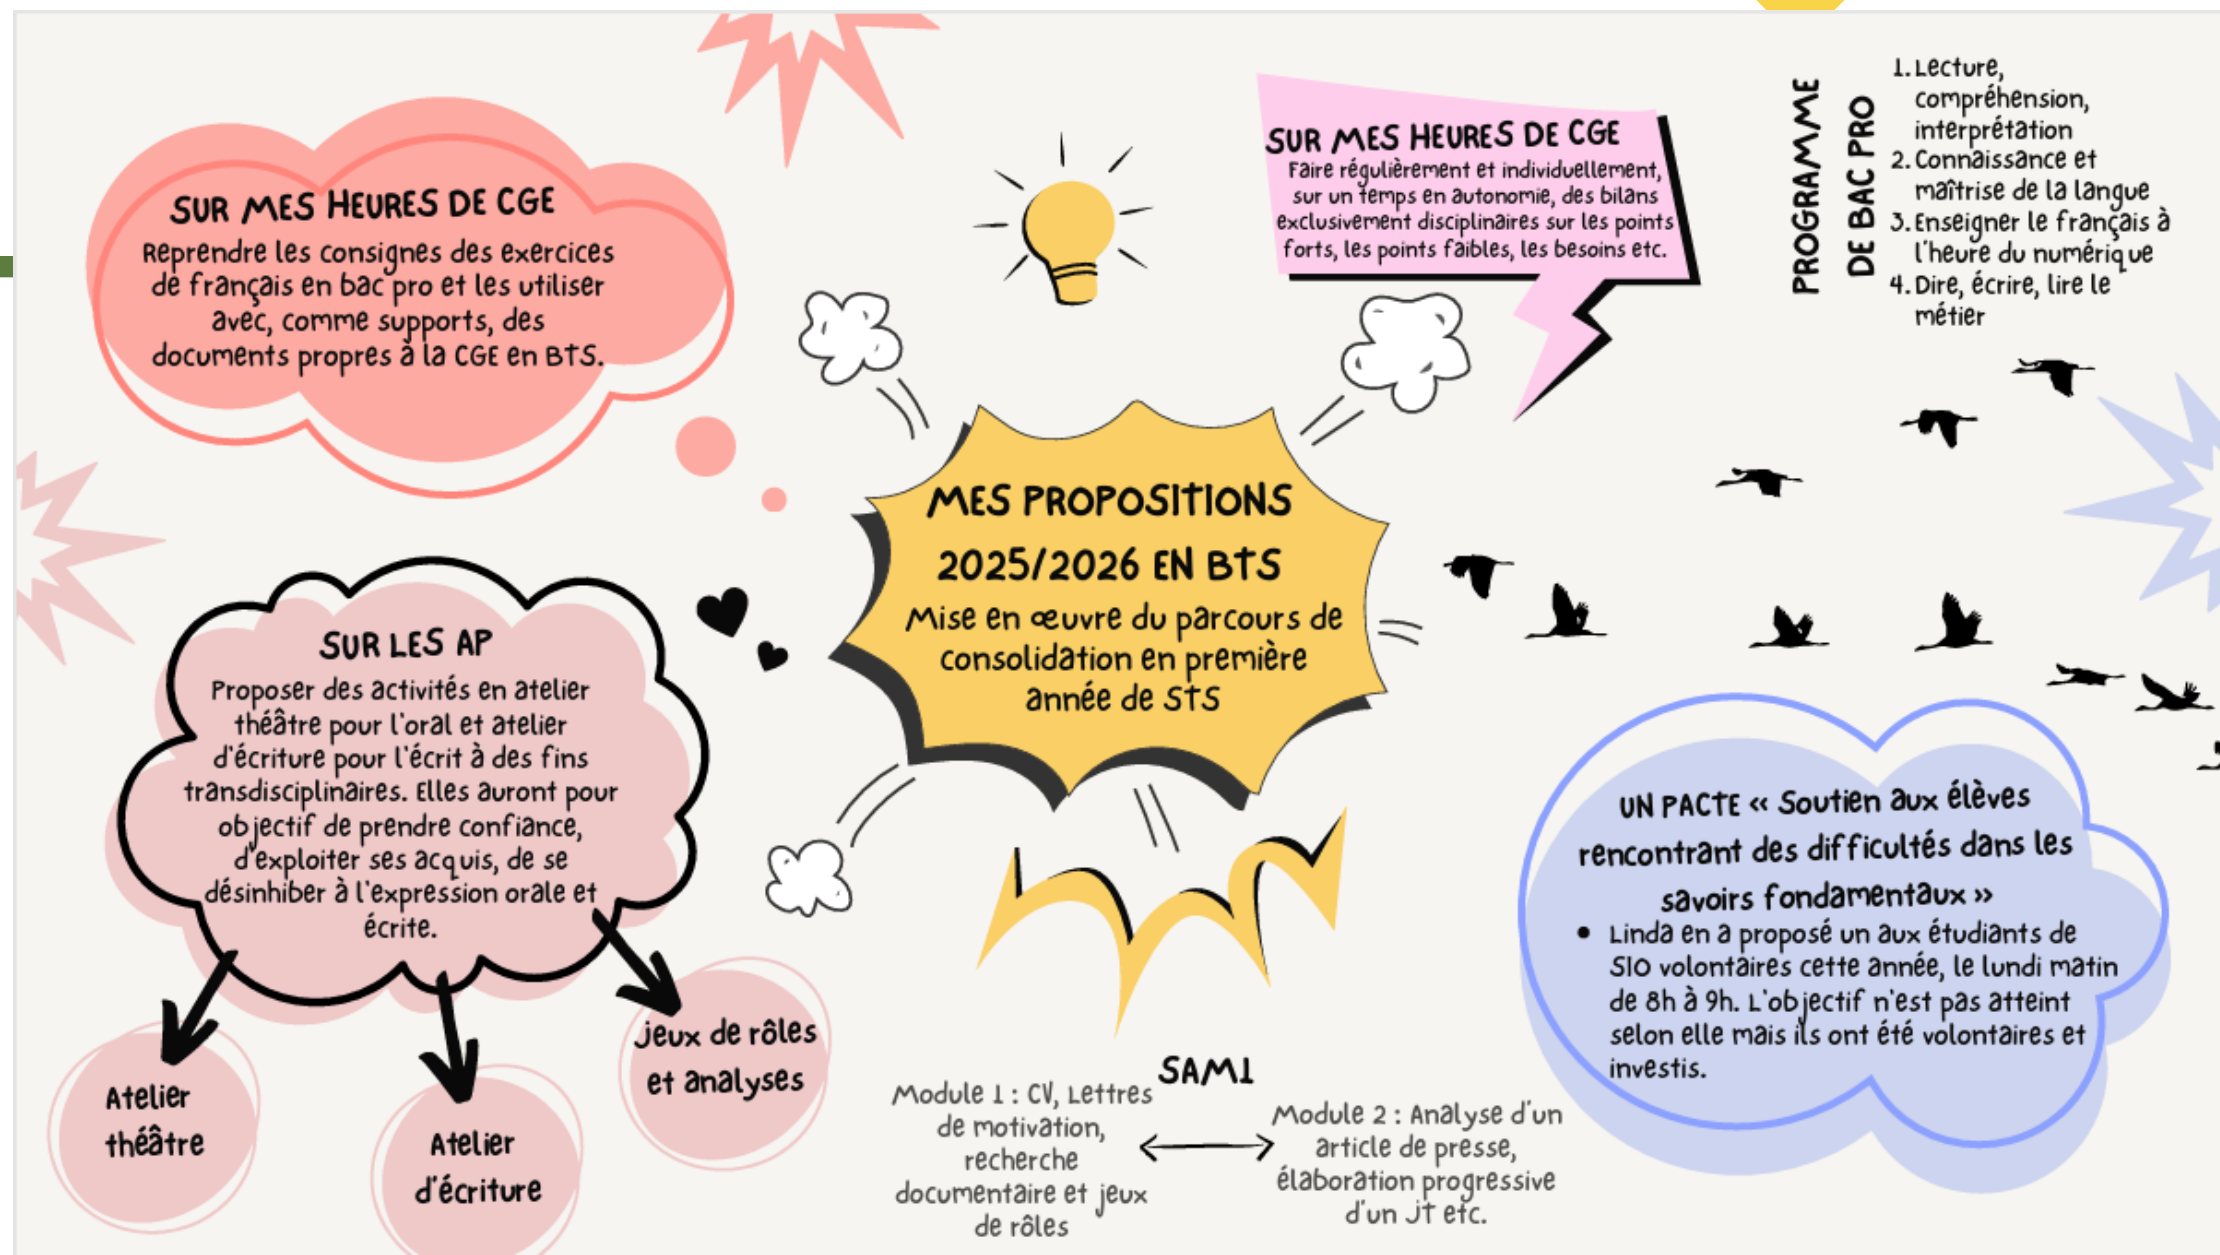 SUR MES HEURES DE CGE
Reprendre les consignes des exercices
de français en bac pro et les utiliser
avec, comme supports, des
documents propres à la CGE en BTS.
SUR MES HEURES DE CGE
Faire régulièrement et individuellement,
sur un temps en autonomie, des bilans
exclusivement disciplinaires sur les points
forts, les points faibles, les besoins etc.
PROGRAMME
DE BAC PRO
1. Lecture,
compréhension,
interprétation
2. Connaissance et
maîtrise de la langue
3. Enseigner le français à
l'heure du numérique
4. Dire, écrire, lire le
métier
MES PROPOSITIONS
2025/2026 EN BTS
Mise en œuvre du parcours de
consolidation en première
année de STS
SUR LES AP
Proposer des activités en atelier
théâtre pour l'oral et atelier
d'écriture pour l'écrit à des fins
transdisciplinaires. Elles auront pour
objectif de prendre confiance,
d'exploiter ses acquis, de se
désinhiber à l'expression orale et
écrite.
Atelier
théâtre
Atelier
d'écriture
jeux de rôles
et analyses
SAM1
Module 1 : CV, Lettres
de motivation,
recherche
documentaire et jeux
de rôles
Module 2 : Analyse d'un
article de presse,
élaboration progressive
d'un JT etc.
UN PACTE « Soutien aux élèves
rencontrant des difficultés dans les
savoirs fondamentaux »
• Linda en a proposé un aux étudiants de
SIO volontaires cette année, le lundi matin
de 8h à 9h. L'objectif n'est pas atteint
selon elle mais ils ont été volontaires et
investis.